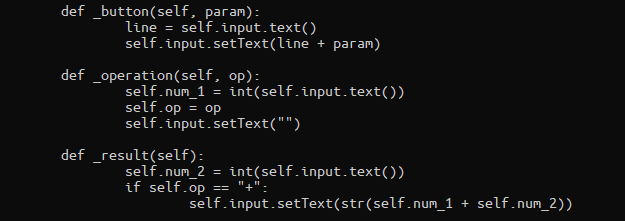 def _button(self, param):
line = self.input.text()
self.input.setText(line + param)
def _operation(self, op):
self.num_1 = int(self.input.text())
self.op = op
self.input.setText("")
def _result(self):
self.num_2 = int(self.input.text())
if self.op == "+":
self.input.setText(str(self.num_1 + self.num_2))